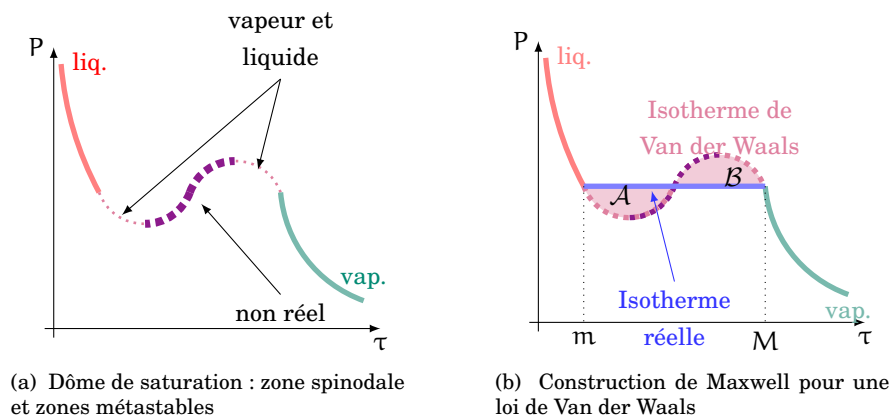 vapeur et
liquide
P
liq.
non réel
vap.
τ
(a) Dôme de saturation : zone spinodale
et zones métastables
P
liq.
Isotherme de
Van der Waals
A
B
Isotherme
réelle
vap.
m
M
τ
(b) Construction de Maxwell pour une
loi de Van der Waals